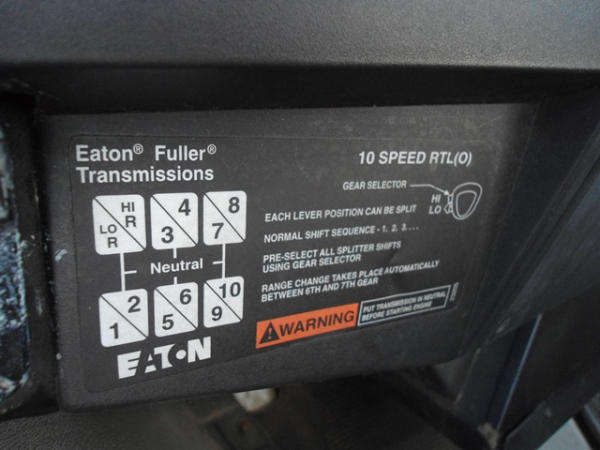 Eaton® Fuller®
Transmissions
10 SPEED RTL(O)
GEAR SELECTOR
HI
LO
HI
R
LO
R
4
3
8
7
Neutral
2
1
6
5
10
9
EACH LEVER POSITION CAN BE SPLIT
NORMAL SHIFT SEQUENCE - 1, 2, 3....
PRE-SELECT ALL SPLITTER SHIFTS
USING GEAR SELECTOR
RANGE CHANGE TAKES PLACE AUTOMATICALLY
BETWEEN 6TH AND 7TH GEAR
WARNING
PUT TRANSMISSION IN NEUTRAL
BEFORE STARTING ENGINE
EATON